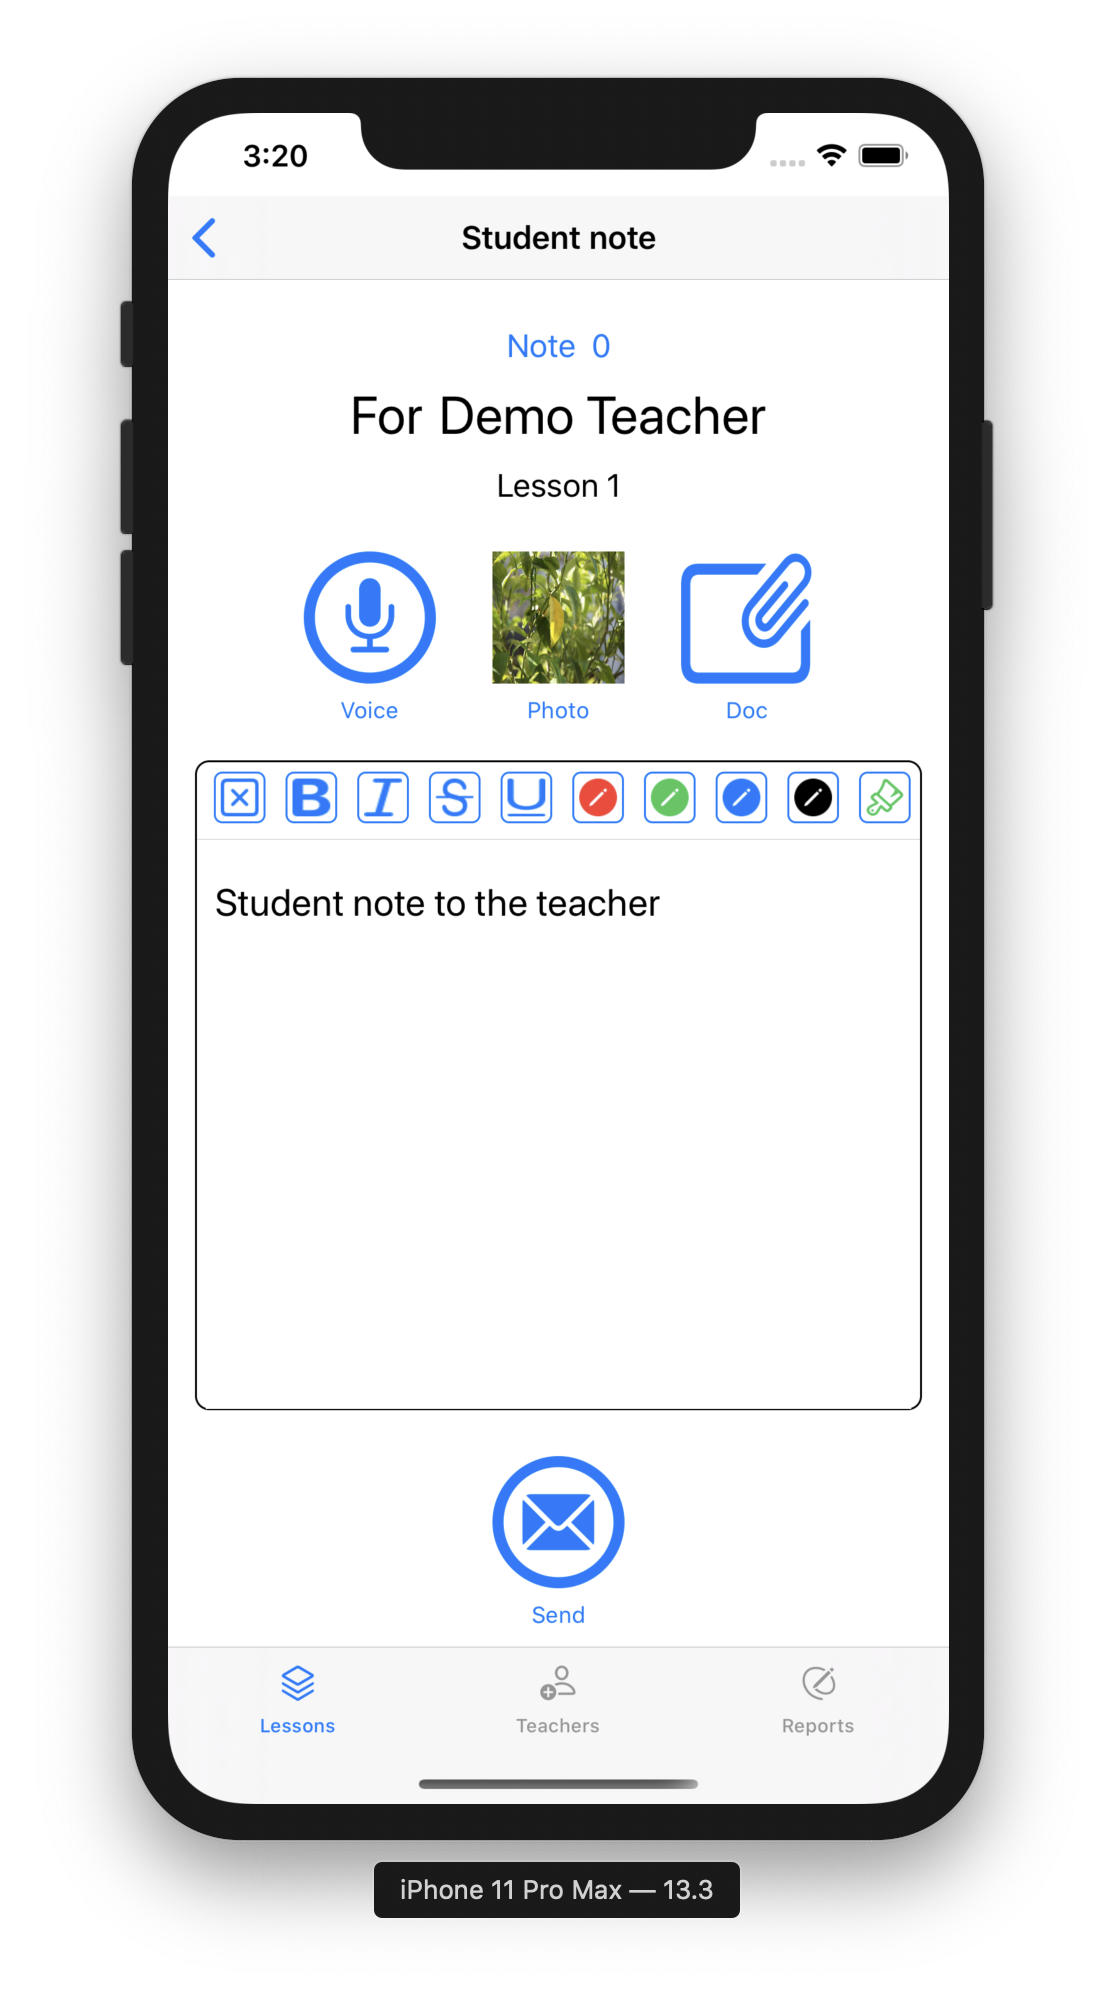 3:20
Student note
Note 0
For Demo Teacher
Lesson 1
Voice Photo Doc
B I S U
Student note to the teacher
Send
Lessons Teachers Reports
iPhone 11 Pro Max — 13.3